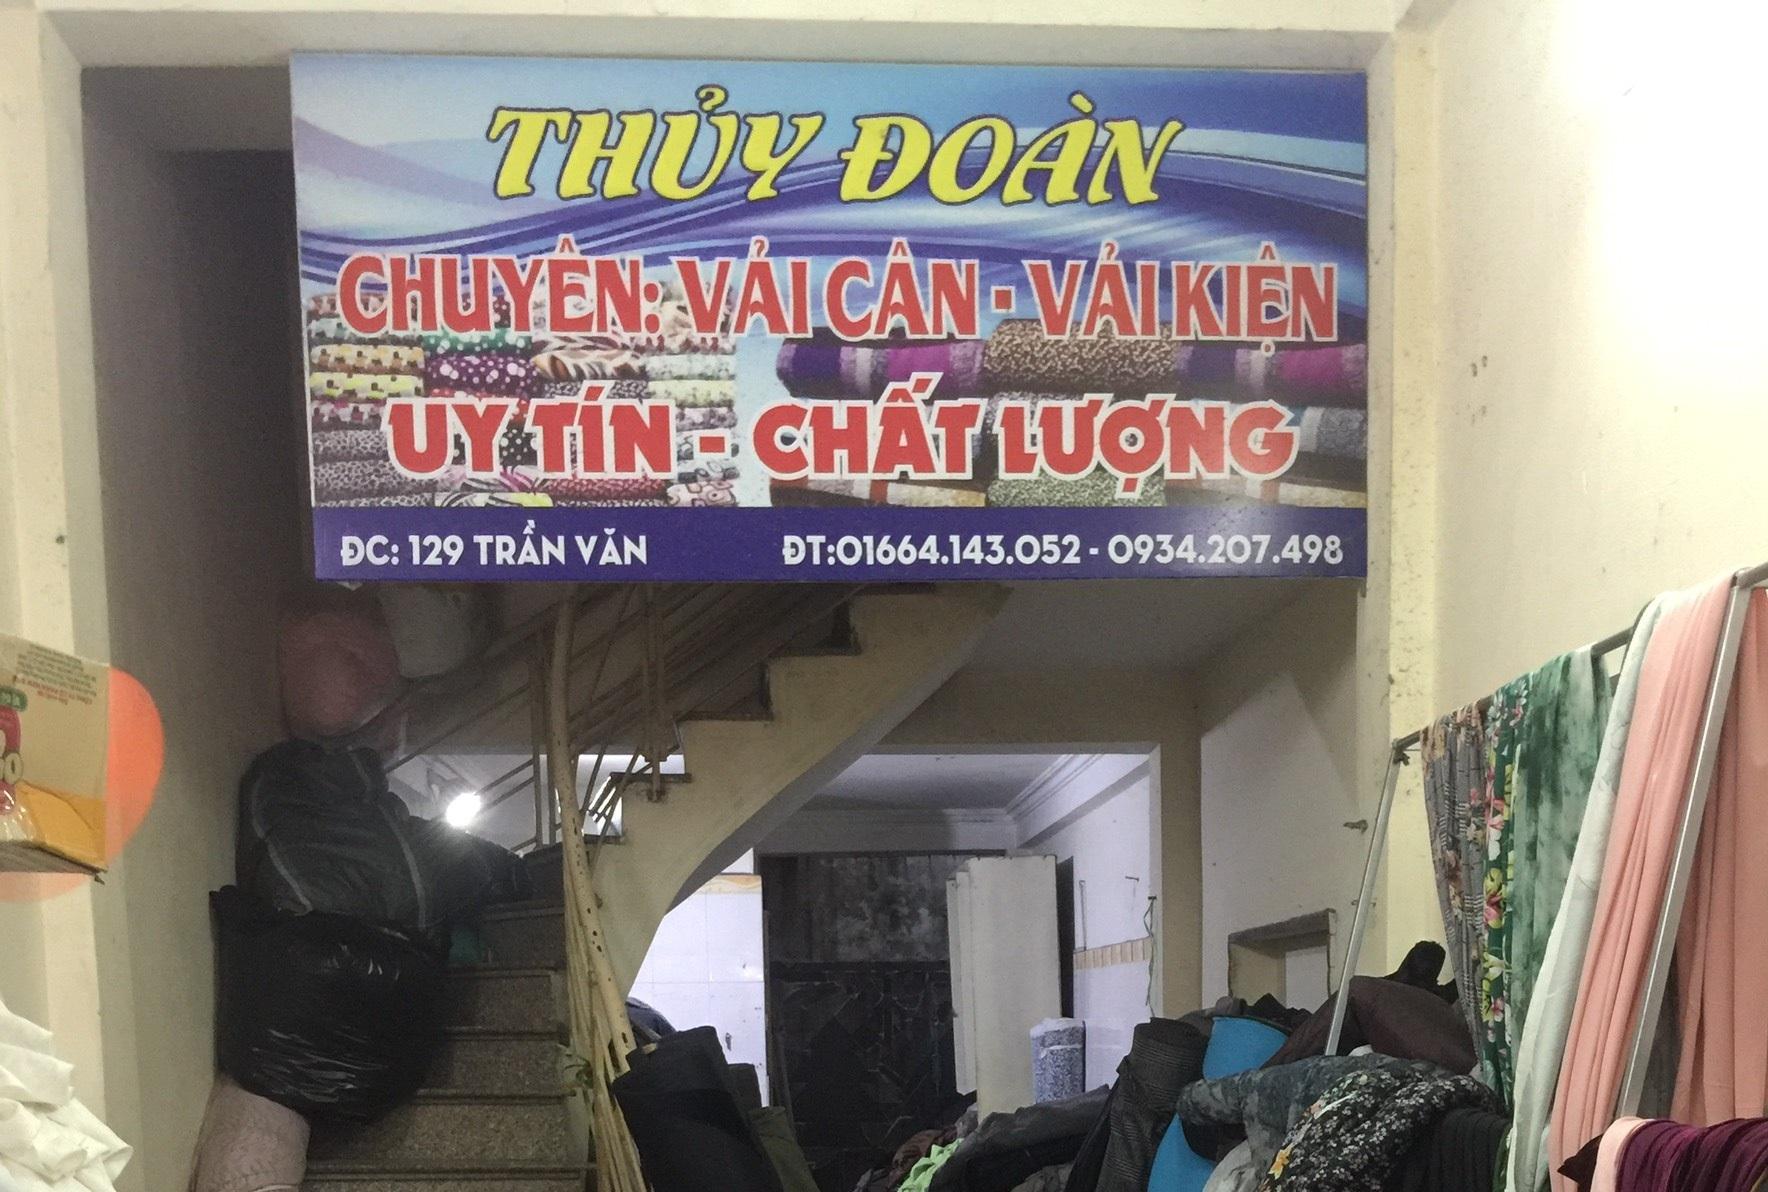 THỦY ĐOÀN
CHUYÊN: VẢI CÂN - VẢI KIỆN
UY TÍN - CHẤT LƯỢNG
ĐC: 129 TRẦN VĂN ĐT:01664.143.052 - 0934.207.498